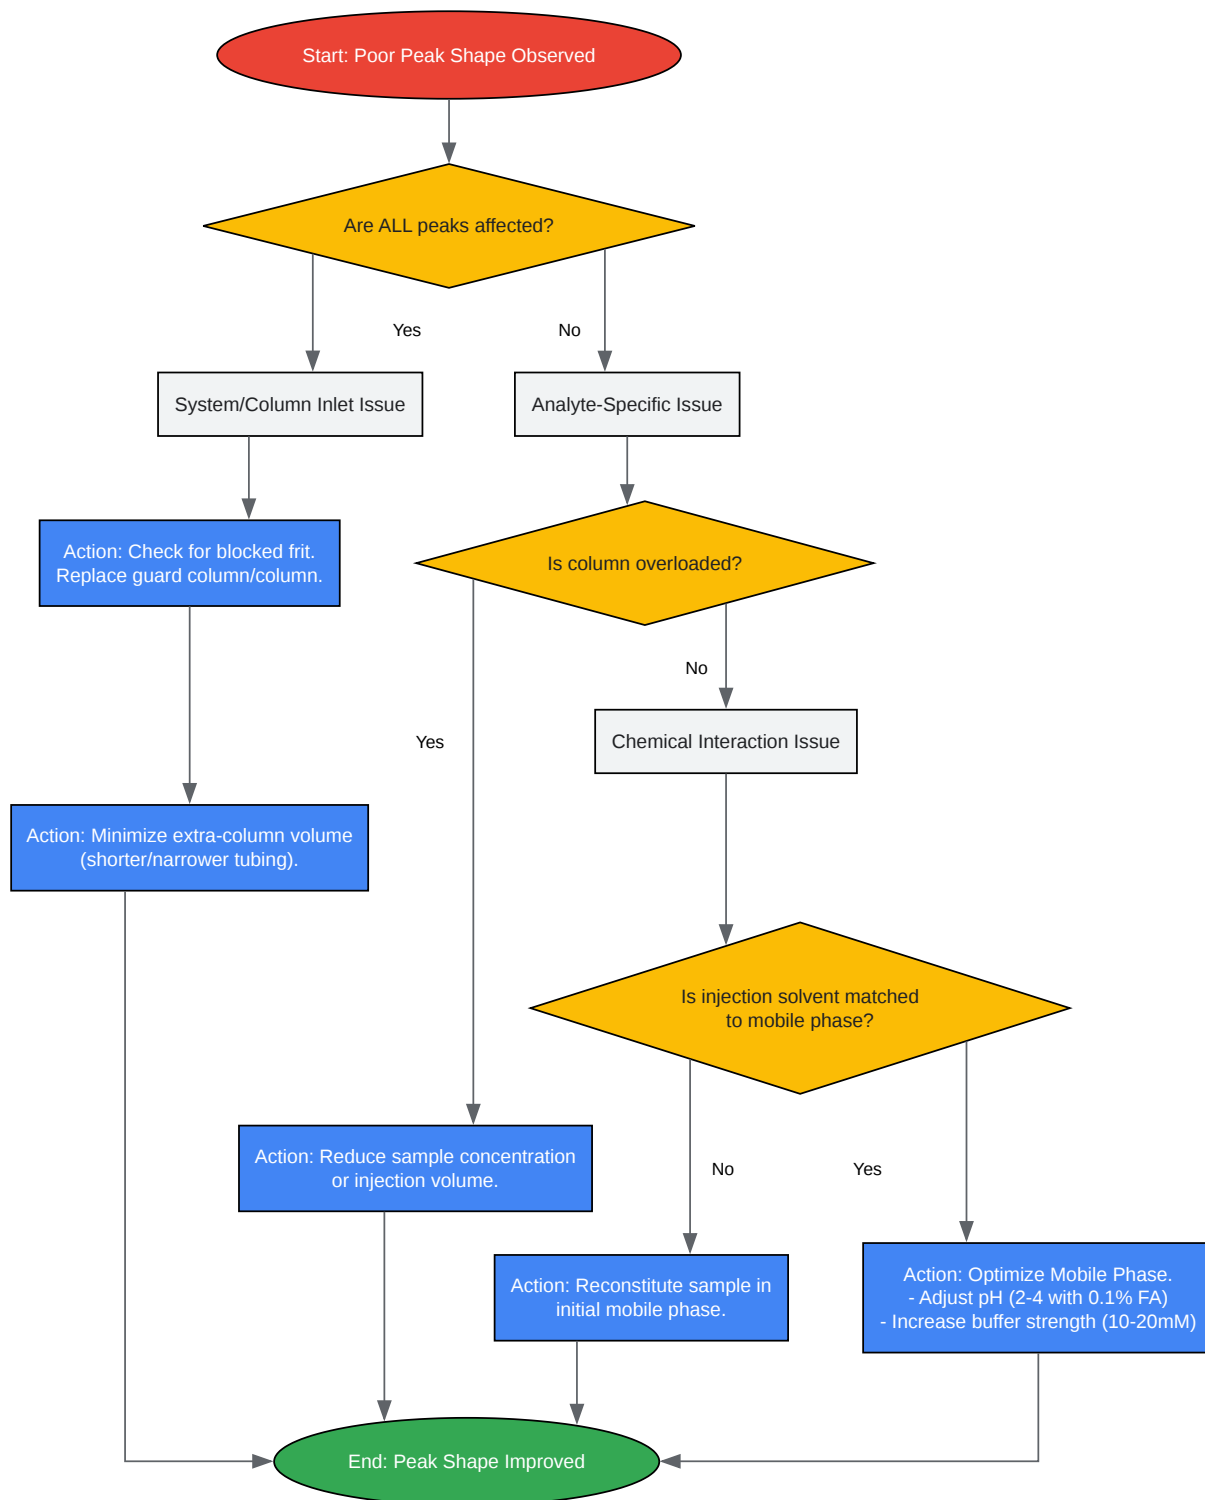 Start: Poor Peak Shape Observed
Are ALL peaks affected?
Yes
No
System/Column Inlet Issue
Analyte-Specific Issue
Action: Check for blocked frit.
Replace guard column/column.
Is column overloaded?
No
Yes
Chemical Interaction Issue
Action: Minimize extra-column volume
(shorter/narrower tubing).
Is injection solvent matched
to mobile phase?
Action: Reduce sample concentration
or injection volume.
No
Yes
Action: Reconstitute sample in
initial mobile phase.
Action: Optimize Mobile Phase.
- Adjust pH (2-4 with 0.1% FA)
- Increase buffer strength (10-20mM)
End: Peak Shape Improved